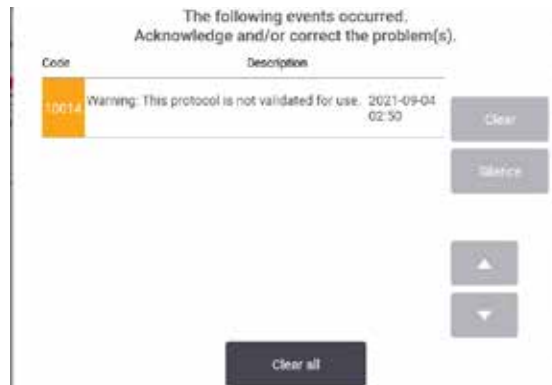 The following events occurred.
Acknowledge and/or correct the problem(s).
Code Description
10014 Warning: This protocol is not validated for use. 2021-09-04
02:50
Clear
Silence
Clear all